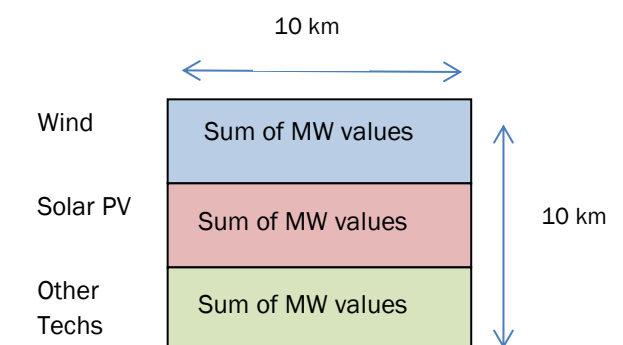 10 km
Wind
Sum of MW values
Solar PV
Sum of MW values
10 km
Other
Techs
Sum of MW values